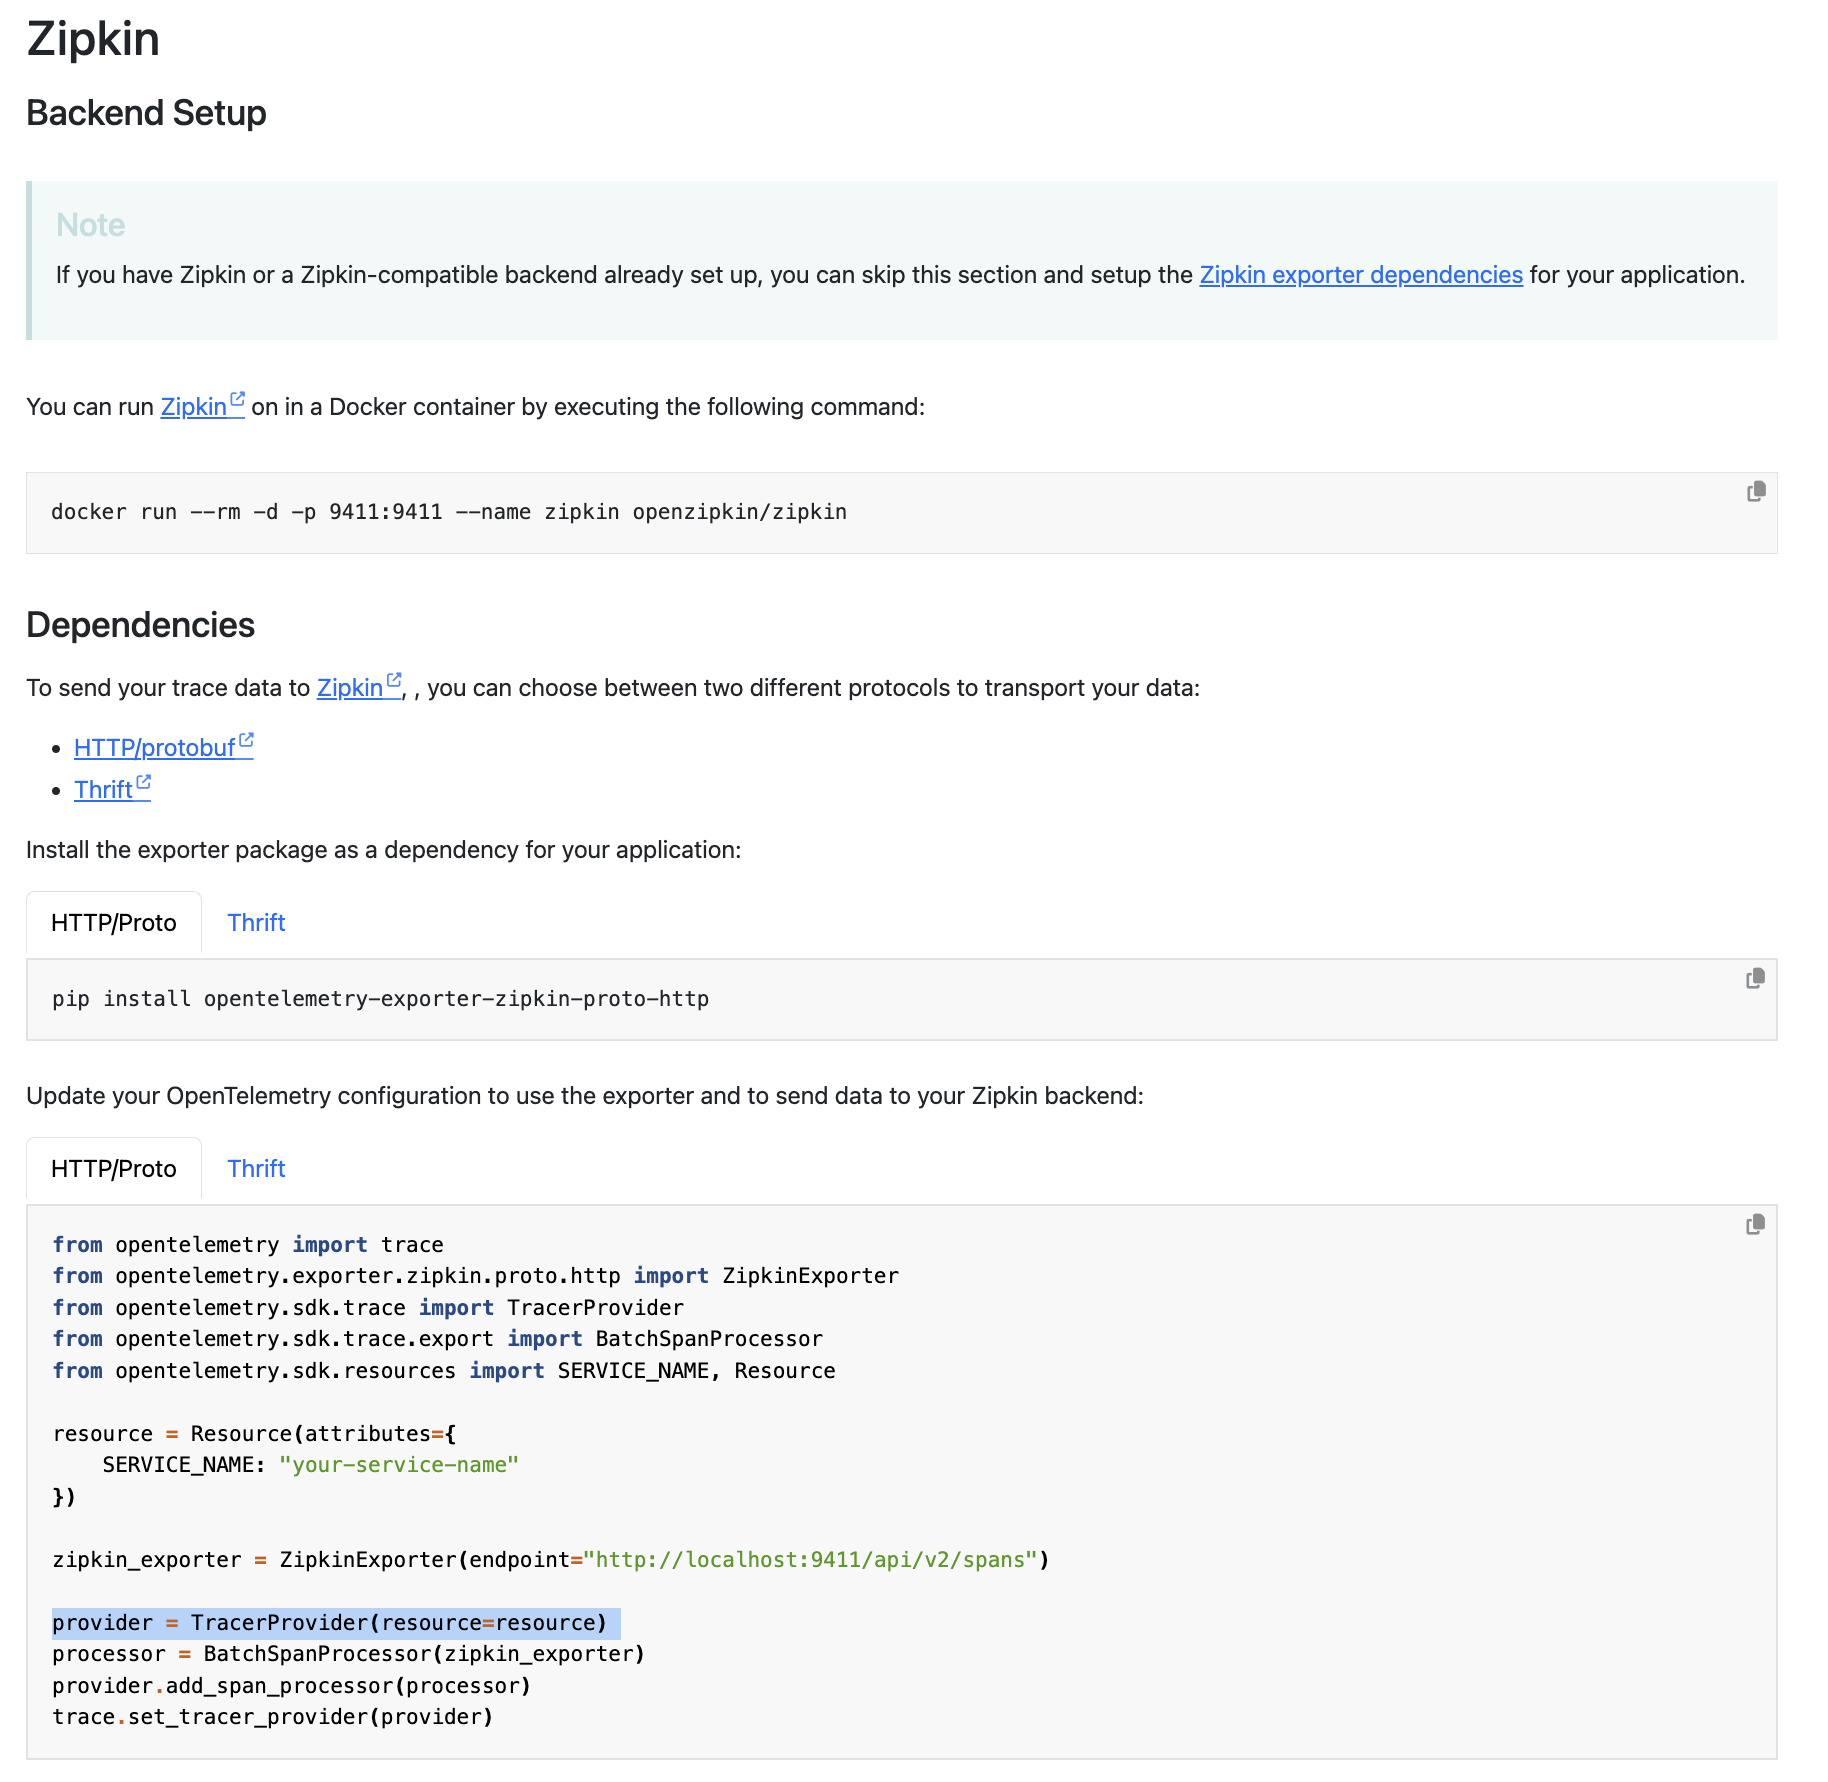 Zipkin
Backend Setup
Note
If you have Zipkin or a Zipkin-compatible backend already set up, you can skip this section and setup the Zipkin exporter dependencies for your application.
You can run Zipkin on in a Docker container by executing the following command:
docker run --rm -d -p 9411:9411 --name zipkin openzipkin/zipkin
Dependencies
To send your trace data to Zipkin, , you can choose between two different protocols to transport your data:
• HTTP/protobuf
• Thrift
Install the exporter package as a dependency for your application:
HTTP/Proto Thrift
pip install opentelemetry-exporter-zipkin-proto-http
Update your OpenTelemetry configuration to use the exporter and to send data to your Zipkin backend:
HTTP/Proto Thrift
from opentelemetry import trace
from opentelemetry.exporter.zipkin.proto.http import ZipkinExporter
from opentelemetry.sdk.trace import TracerProvider
from opentelemetry.sdk.trace.export import BatchSpanProcessor
from opentelemetry.sdk.resources import SERVICE_NAME, Resource
resource = Resource(attributes={
    SERVICE_NAME: "your-service-name"
})
zipkin_exporter = ZipkinExporter(endpoint="http://localhost:9411/api/v2/spans")
provider = TracerProvider(resource=resource)
processor = BatchSpanProcessor(zipkin_exporter)
provider.add_span_processor(processor)
trace.set_tracer_provider(provider)